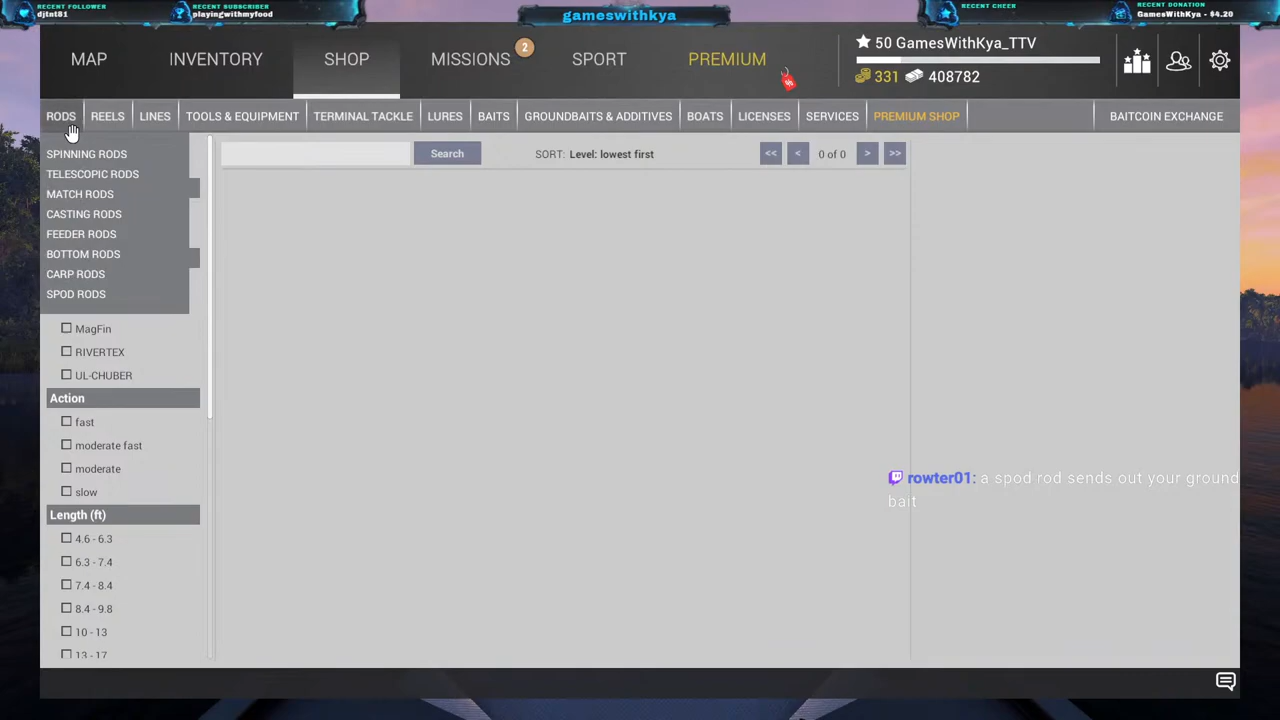 RECENT FOLLOWER
djtnt81
RECENT SUBSCRIBER
playingwithmyfood
gameswithkya
RECENT CHEER
RECENT DONATION
GamesWithKya - $4.20
MAP INVENTORY SHOP MISSIONS 2 SPORT PREMIUM %
50 GamesWithKya_TTV
331 408782
RODS REELS LINES TOOLS & EQUIPMENT TERMINAL TACKLE LURES BAITS GROUNDBAITS & ADDITIVES BOATS LICENSES SERVICES PREMIUM SHOP BAITCOIN EXCHANGE
SPINNING RODS
TELESCOPIC RODS
MATCH RODS
CASTING RODS
FEEDER RODS
BOTTOM RODS
CARP RODS
SPOD RODS
Search SORT: Level: lowest first << < 0 of 0 > >>
MagFin
RIVERTEX
UL-CHUBER
Action
fast
moderate fast
moderate
slow
Length (ft)
4.6 - 6.3
6.3 - 7.4
7.4 - 8.4
8.4 - 9.8
10 - 13
13 - 17
rowter01: a spod rod sends out your ground
bait